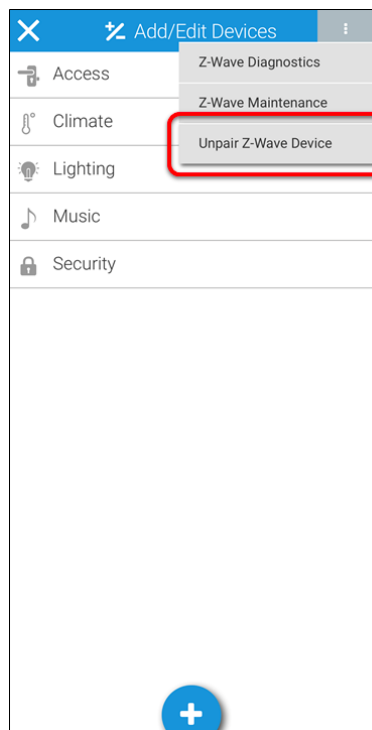 Add/Edit Devices
Z-Wave Diagnostics
Access
Z-Wave Maintenance
Climate
Unpair Z-Wave Device
Lighting
Music
Security